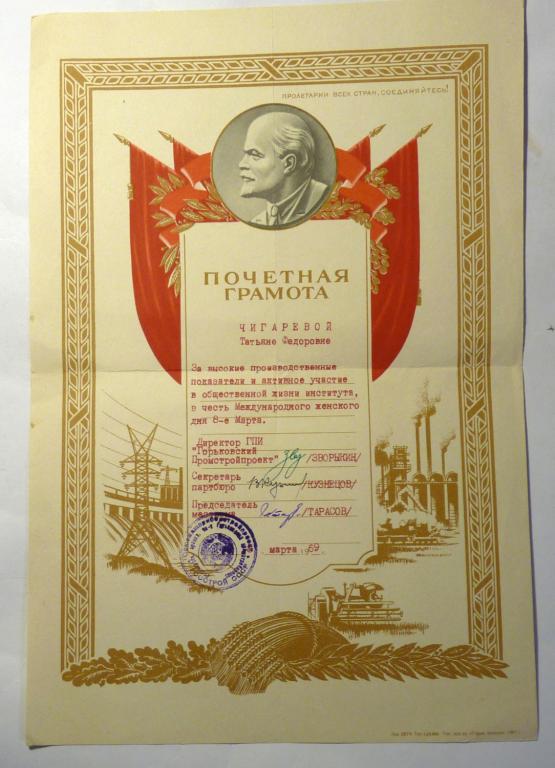 ПРОЛЕТАРИИ ВСЕХ СТРАН, СОЕДИНЯЙТЕСЬ!
ПОЧЕТНАЯ
ГРАМОТА
ЧИГАРЕВОЙ
Татьяне Федоровне
За высокие производственные
показатели и активное участие
в общественной жизни института,
в честь Международного женского
дня 8-е Марта.
Директор ГПИ
"Горьковский
Промстройпроект" /ЗВОРЫКИН/
Секретарь
партбюро /КУЗНЕЦОВ/
Председатель
/ТАРАСОВ/
марта 1969 г.